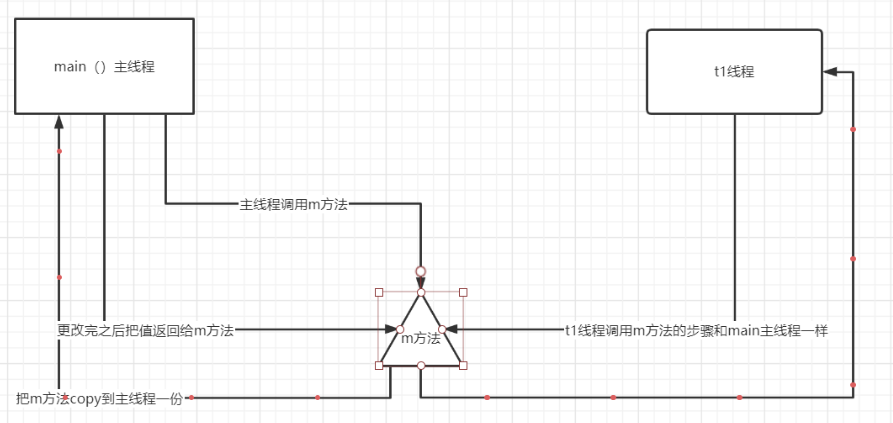 main（）主线程
t1线程
主线程调用m方法
更改完之后把值返回给m方法
m方法
t1线程调用m方法的步骤和main主线程一样
把m方法copy到主线程一份